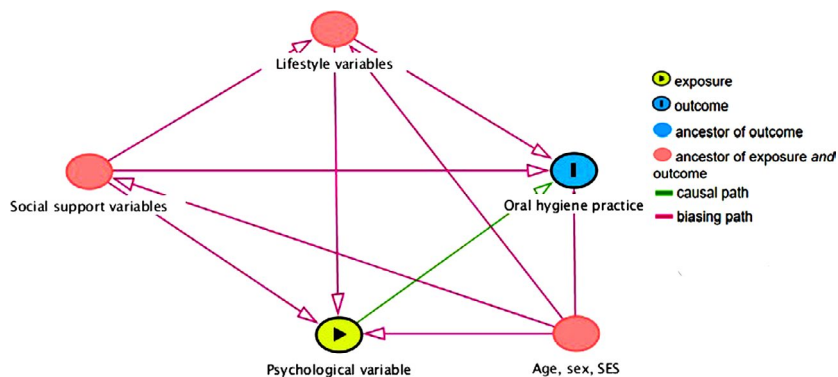 Lifestyle variables
Social support variables
Oral hygiene practice
Psychological variable
Age, sex, SES
exposure
outcome
ancestor of outcome
ancestor of exposure and
outcome
causal path
biasing path